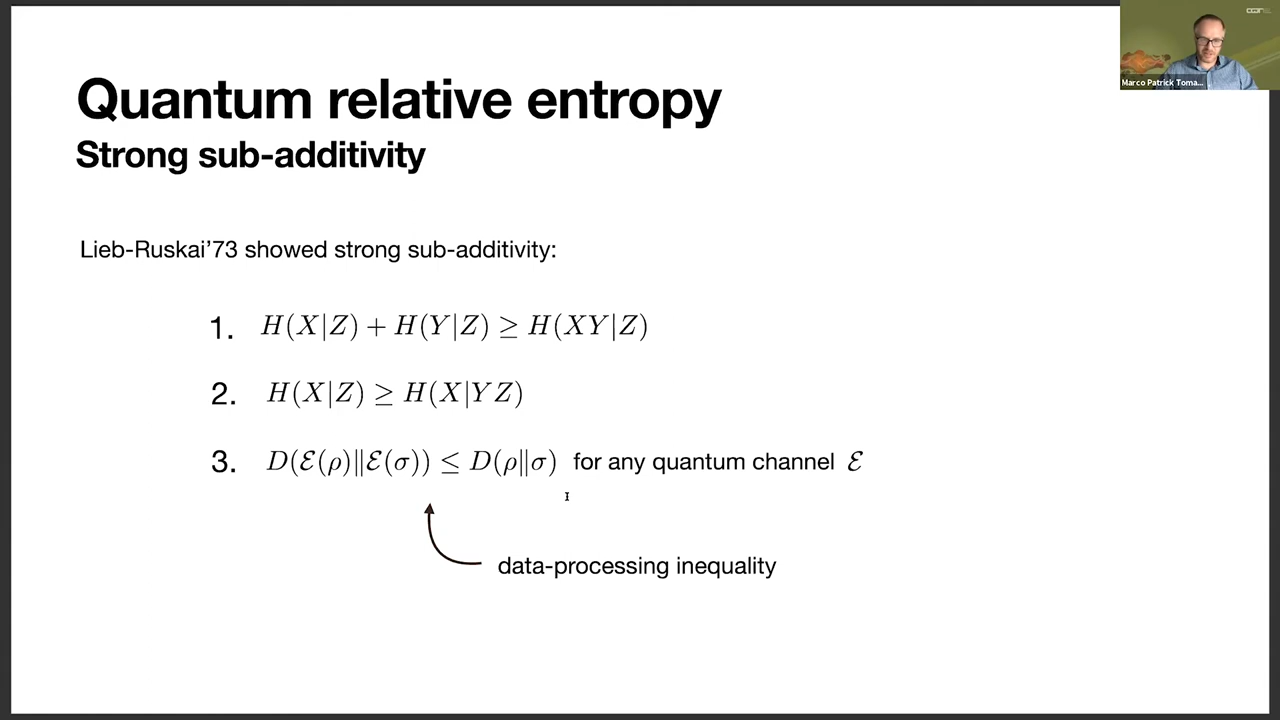 Quantum relative entropy
Strong sub-additivity
Lieb-Ruskai’73 showed strong sub-additivity:
1. H(X|Z) + H(Y|Z) ≥ H(XY|Z)
2. H(X|Z) ≥ H(X|YZ)
3. D(ℰ(ρ)‖ℰ(σ)) ≤ D(ρ‖σ) for any quantum channel ℰ
data-processing inequality
Marco Patrick Toma...